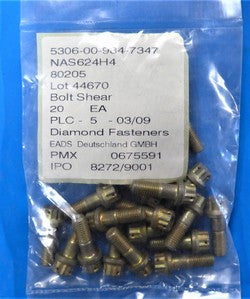 5306-00-934-7347
NAS624H4
80205
Lot 44670
Bolt Shear
20 EA
PLC - 5 - 03/09
Diamond Fasteners
EADS Deutschland GMBH
PMX 0675591
IPO 8272/9001